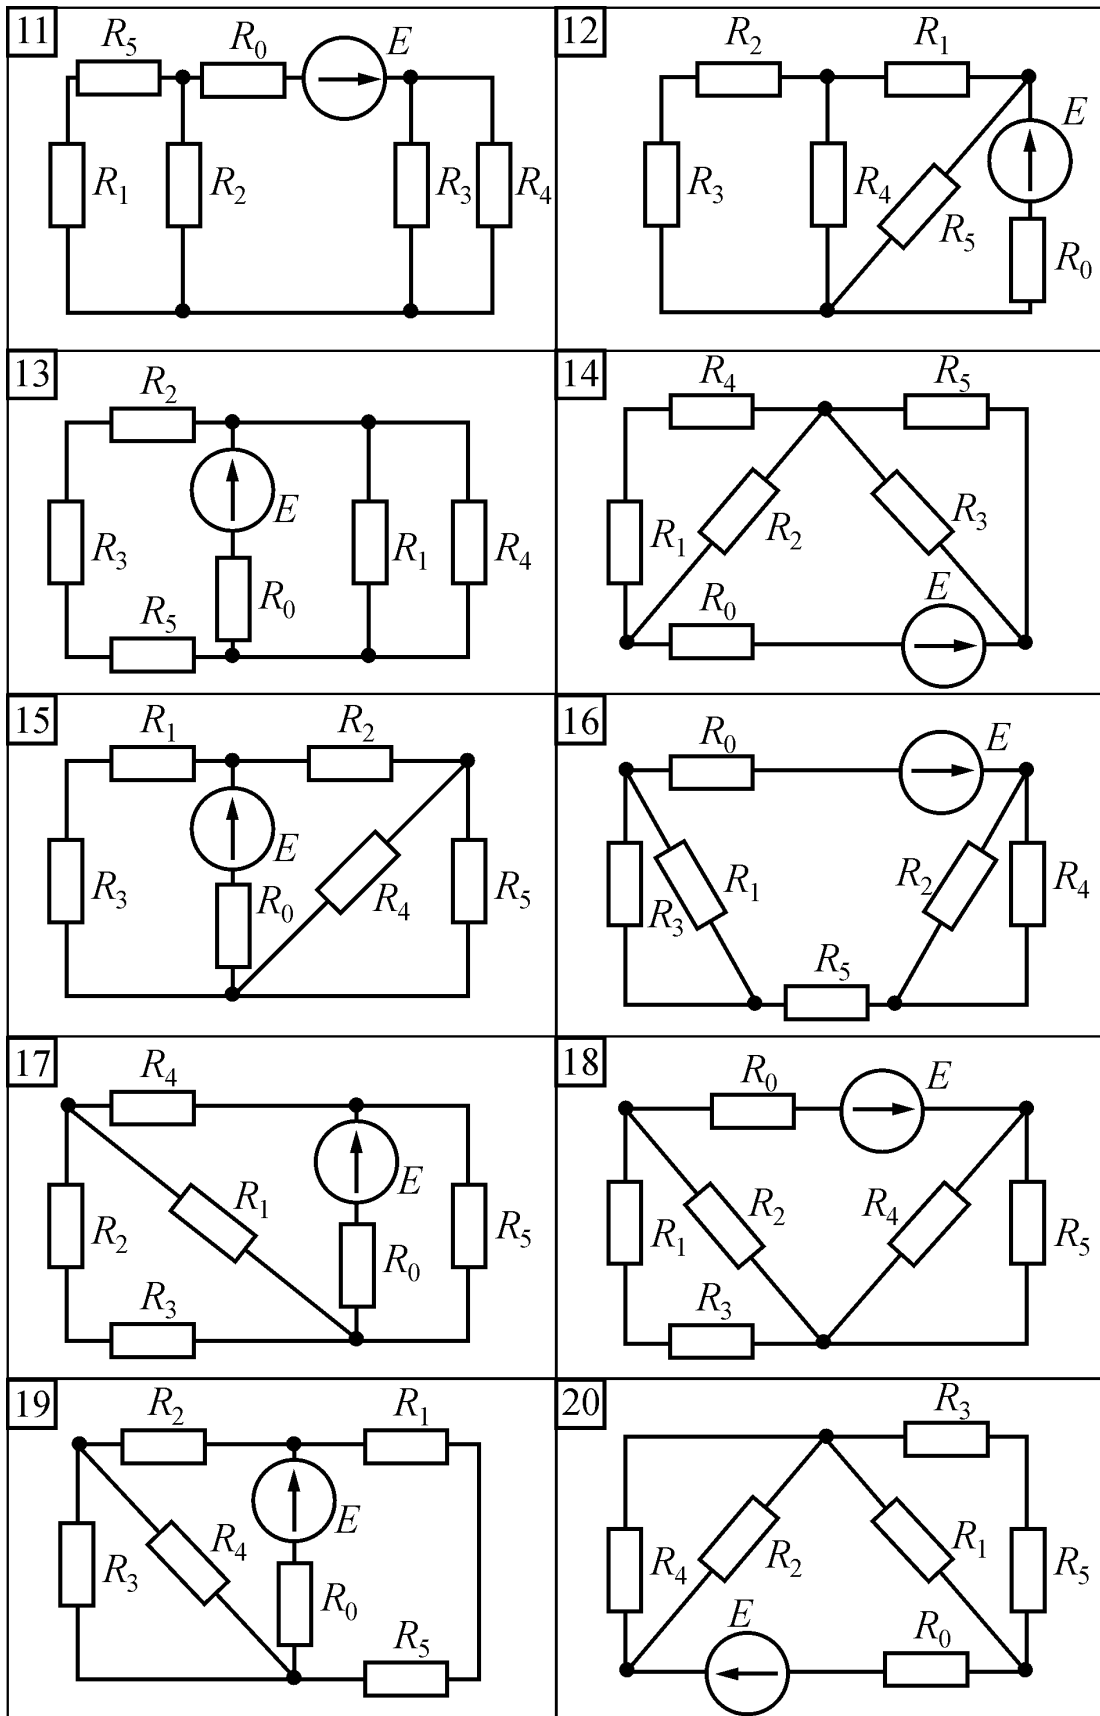 11
R5 R0 E
R1 R2 R3 R4
12
R2 R1
E
R3 R4
R5 R0
13
R2
E
R3 R1 R4
R0
R5
14
R4 R5
R1 R2 R3
R0 E
15
R1 R2
E
R3 R0 R4 R5
16
R0 E
R3 R1 R2 R4
R5
17
R4
E
R2 R1 R0 R5
R3
18
R0 E
R1 R2 R4 R5
R3
19
R2 R1
E
R3 R4 R0
R5
20
R3
R4 R2 R1 R5
E R0